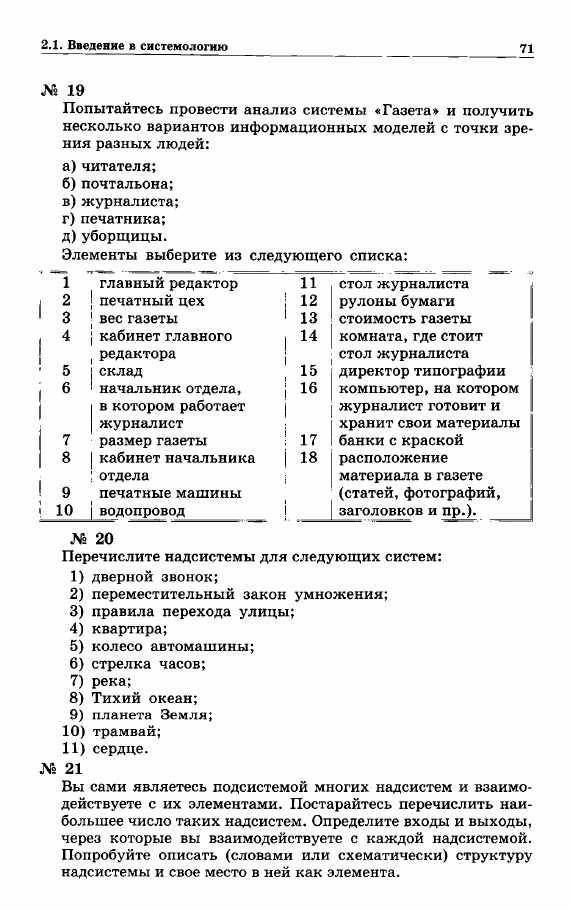 2.1. Введение в системологию 71
№ 19
Попытайтесь провести анализ системы «Газета» и получить
несколько вариантов информационных моделей с точки зре-
ния разных людей:
а) читателя;
б) почтальона;
в) журналиста;
г) печатника;
д) уборщицы.
Элементы выберите из следующего списка:
1 главный редактор 11 стол журналиста
2 печатный цех 12 рулоны бумаги
3 вес газеты 13 стоимость газеты
4 кабинет главного 14 комната, где стоит
редактора стол журналиста
5 склад 15 директор типографии
6 начальник отдела, 16 компьютер, на котором
в котором работает журналист готовит и
журналист хранит свои материалы
7 размер газеты 17 банки с краской
8 кабинет начальника 18 расположение
отдела материала в газете
9 печатные машины (статей, фотографий,
10 водопровод заголовков и пр.).
№ 20
Перечислите надсистемы для следующих систем:
1) дверной звонок;
2) переместительный закон умножения;
3) правила перехода улицы;
4) квартира;
5) колесо автомашины;
6) стрелка часов;
7) река;
8) Тихий океан;
9) планета Земля;
10) трамвай;
11) сердце.
№ 21
Вы сами являетесь подсистемой многих надсистем и взаимо-
действуете с их элементами. Постарайтесь перечислить наи-
большее число таких надсистем. Определите входы и выходы,
через которые вы взаимодействуете с каждой надсистемой.
Попробуйте описать (словами или схематически) структуру
надсистемы и свое место в ней как элемента.